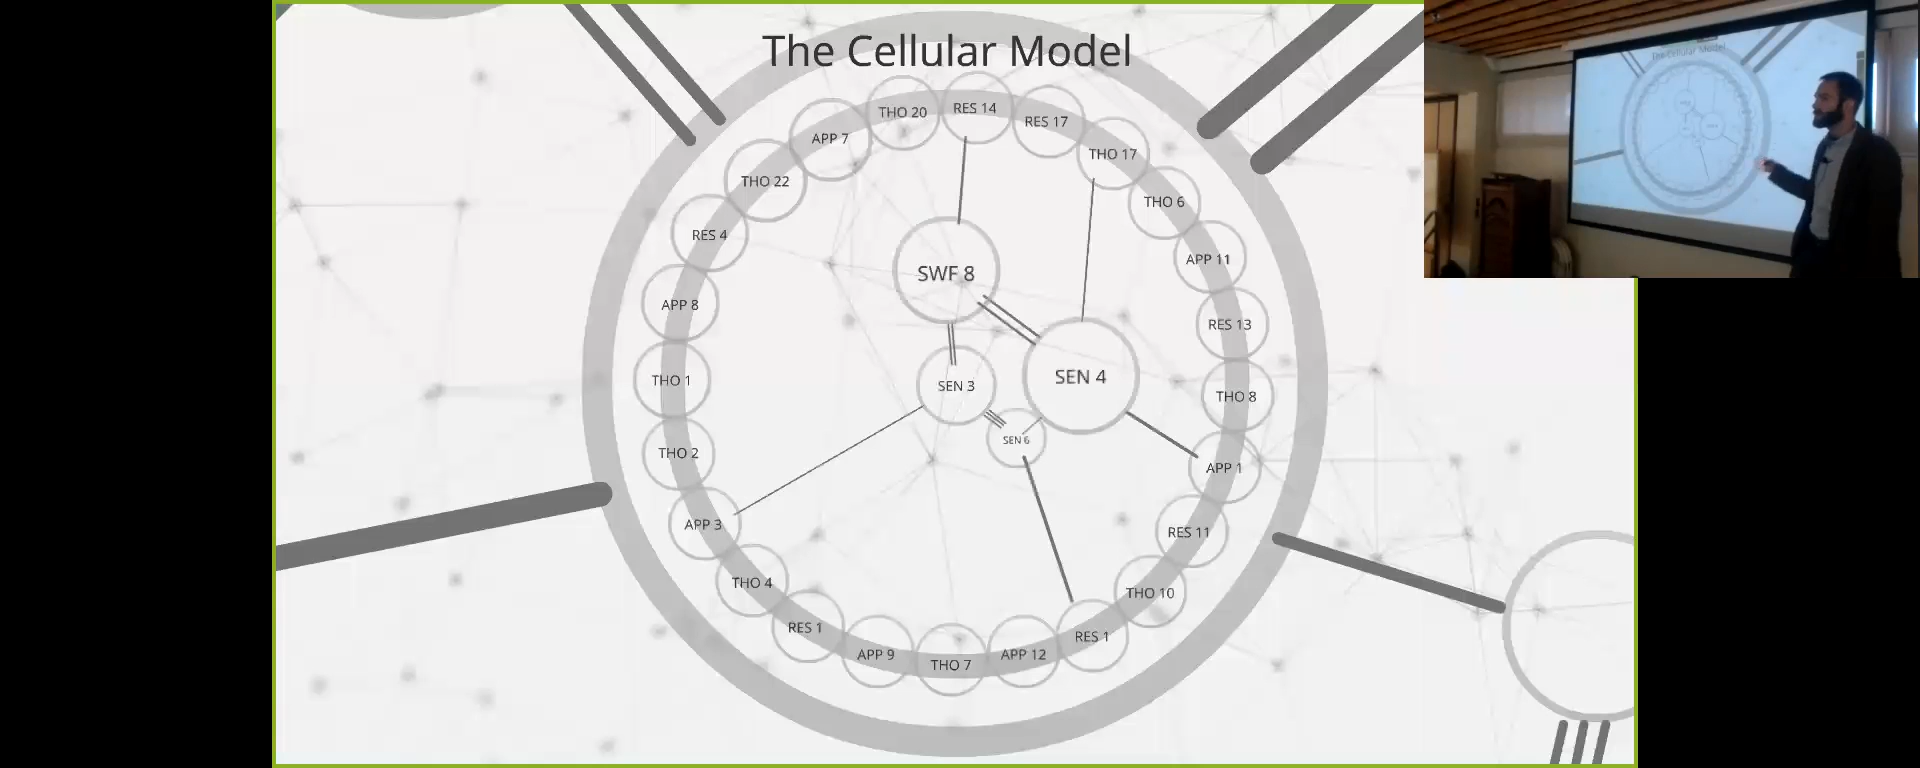 The Cellular Model
THO 20
RES 14
RES 17
APP 7
THO 17
THO 22
THO 6
RES 4
APP 11
SWF 8
APP 8
RES 13
THO 1
SEN 3
SEN 4
THO 8
SEN 6
THO 2
APP 1
APP 3
RES 11
THO 4
THO 10
RES 1
RES 1
APP 9
THO 7
APP 12
The Cellular Model